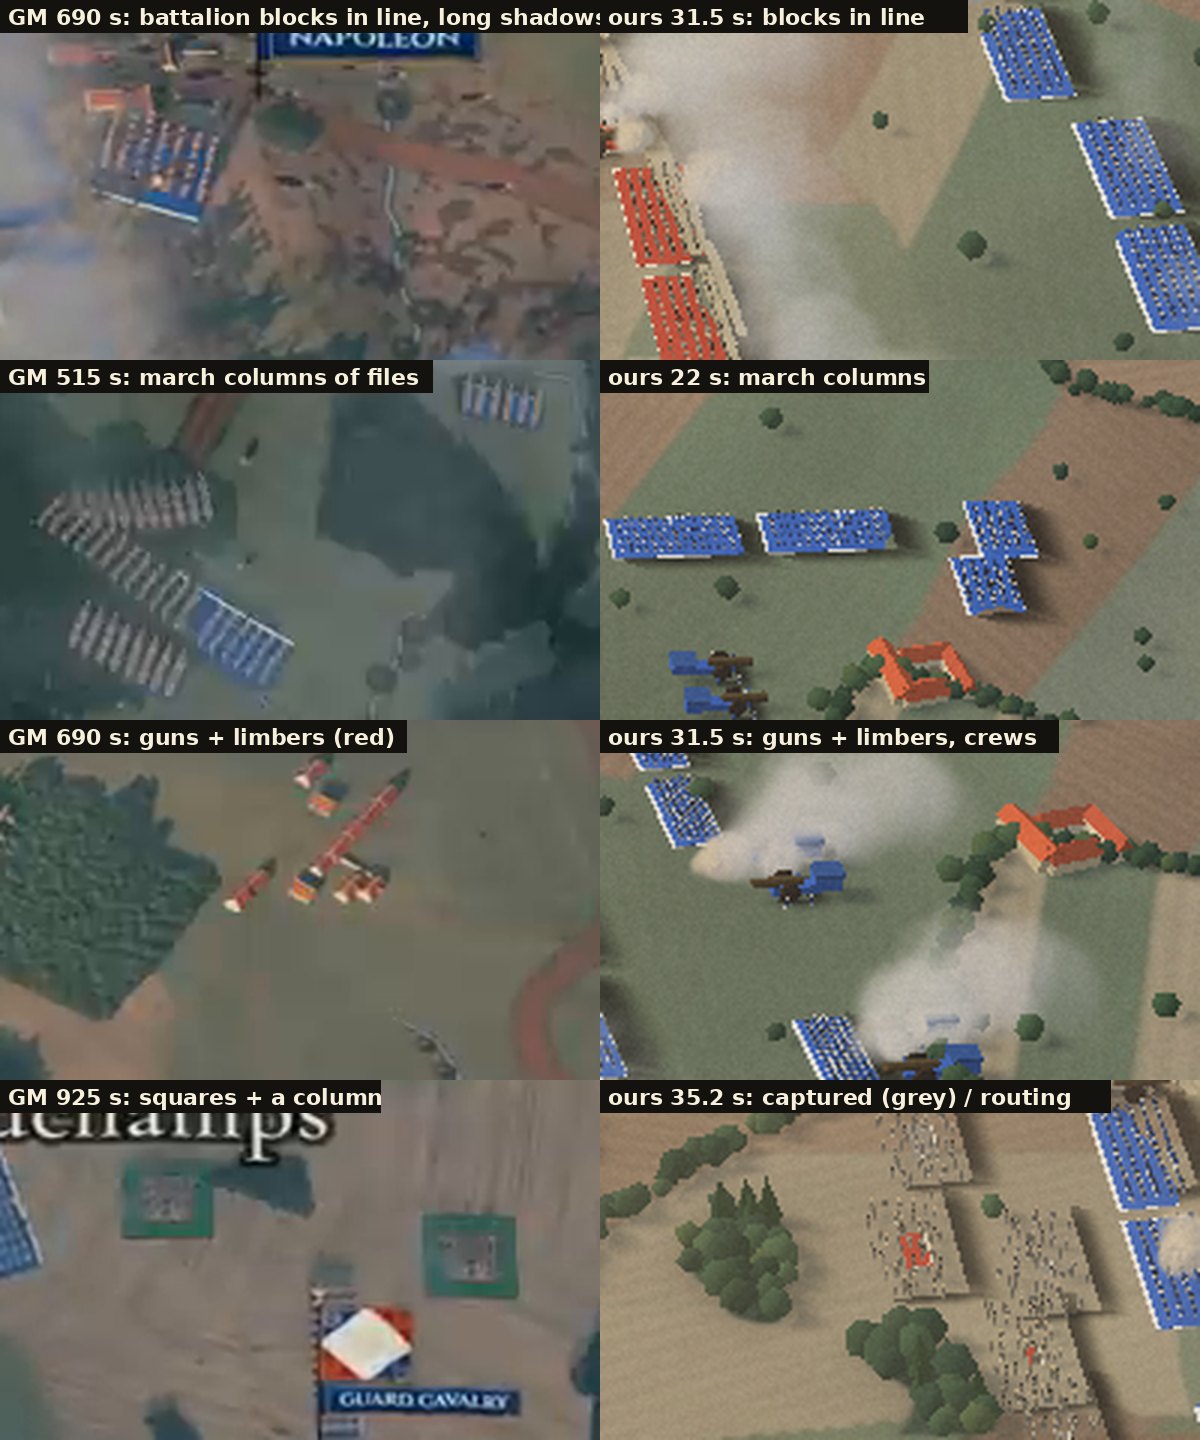 GM 690 s: battalion blocks in line, long shadows
ours 31.5 s: blocks in line
NAPOLEON
GM 515 s: march columns of files
ours 22 s: march columns
GM 690 s: guns + limbers (red)
ours 31.5 s: guns + limbers, crews
GM 925 s: squares + a column
ours 35.2 s: captured (grey) / routing
uchamps
GUARD CAVALRY